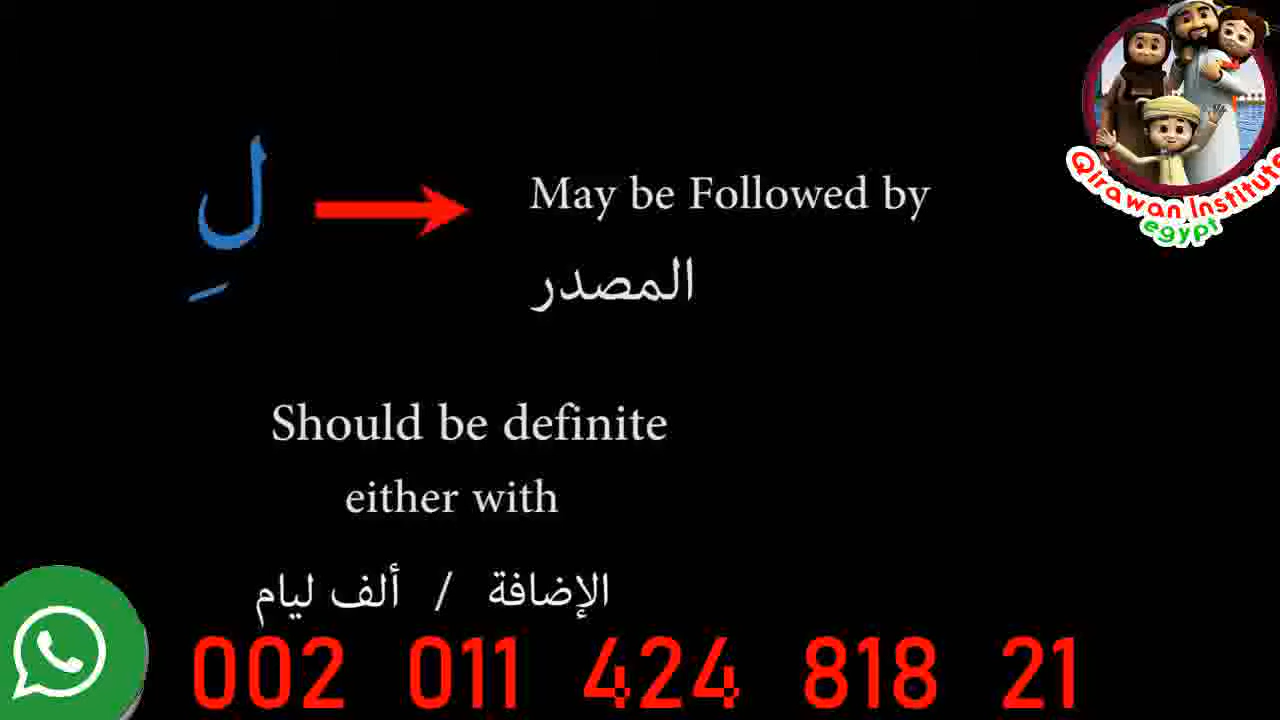 لِ
May be Followed by
المصدر
Should be definite
either with
ألف ليام / الإضافة
002 011 424 818 21
Qirawan Institute
egypt